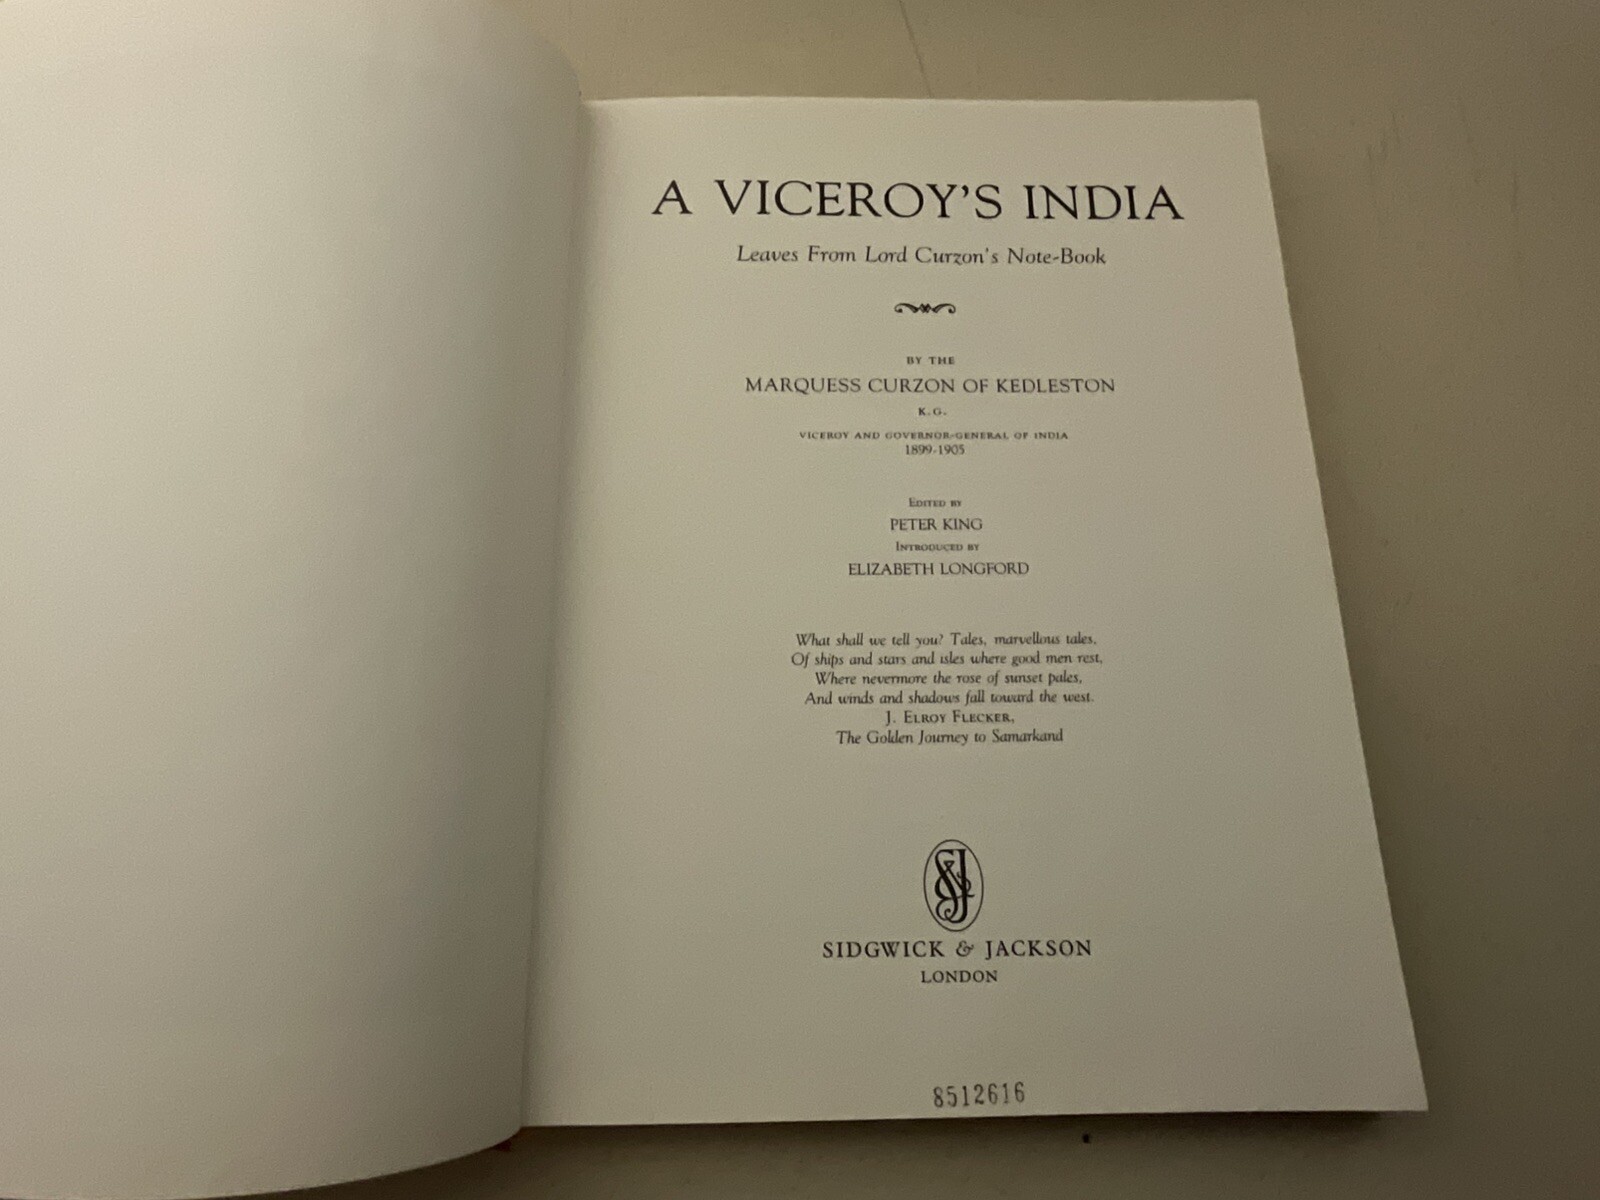 A VICEROY'S INDIA
Leaves From Lord Curzon's Note-Book
BY THE
MARQUESS CURZON OF KEDLESTON
K.G.
VICEROY AND GOVERNOR-GENERAL OF INDIA
1899-1905
EDITED BY
PETER KING
INTRODUCED BY
ELIZABETH LONGFORD
What shall we tell you? Tales, marvellous tales,
Of ships and stars and isles where good men rest,
Where nevermore the rose of sunset pales,
And winds and shadows fall toward the west.
J. ELROY FLECKER,
The Golden Journey to Samarkand
S&J
SIDGWICK & JACKSON
LONDON
8512616